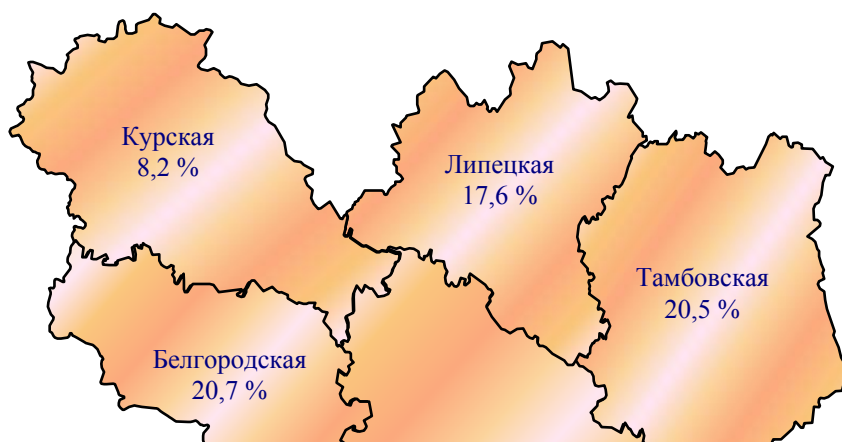 Курская
8,2 %
Липецкая
17,6 %
Тамбовская
20,5 %
Белгородская
20,7 %